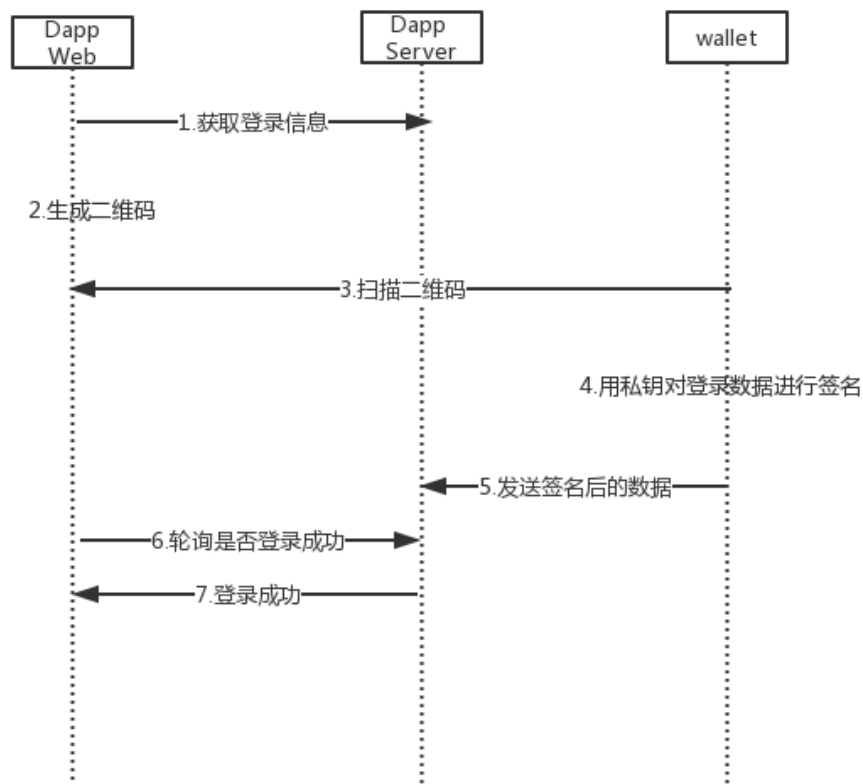 Dapp
Web
Dapp
Server
wallet
1.获取登录信息
2.生成二维码
3.扫描二维码
4.用私钥对登录数据进行签名
5.发送签名后的数据
6.轮询是否登录成功
7.登录成功